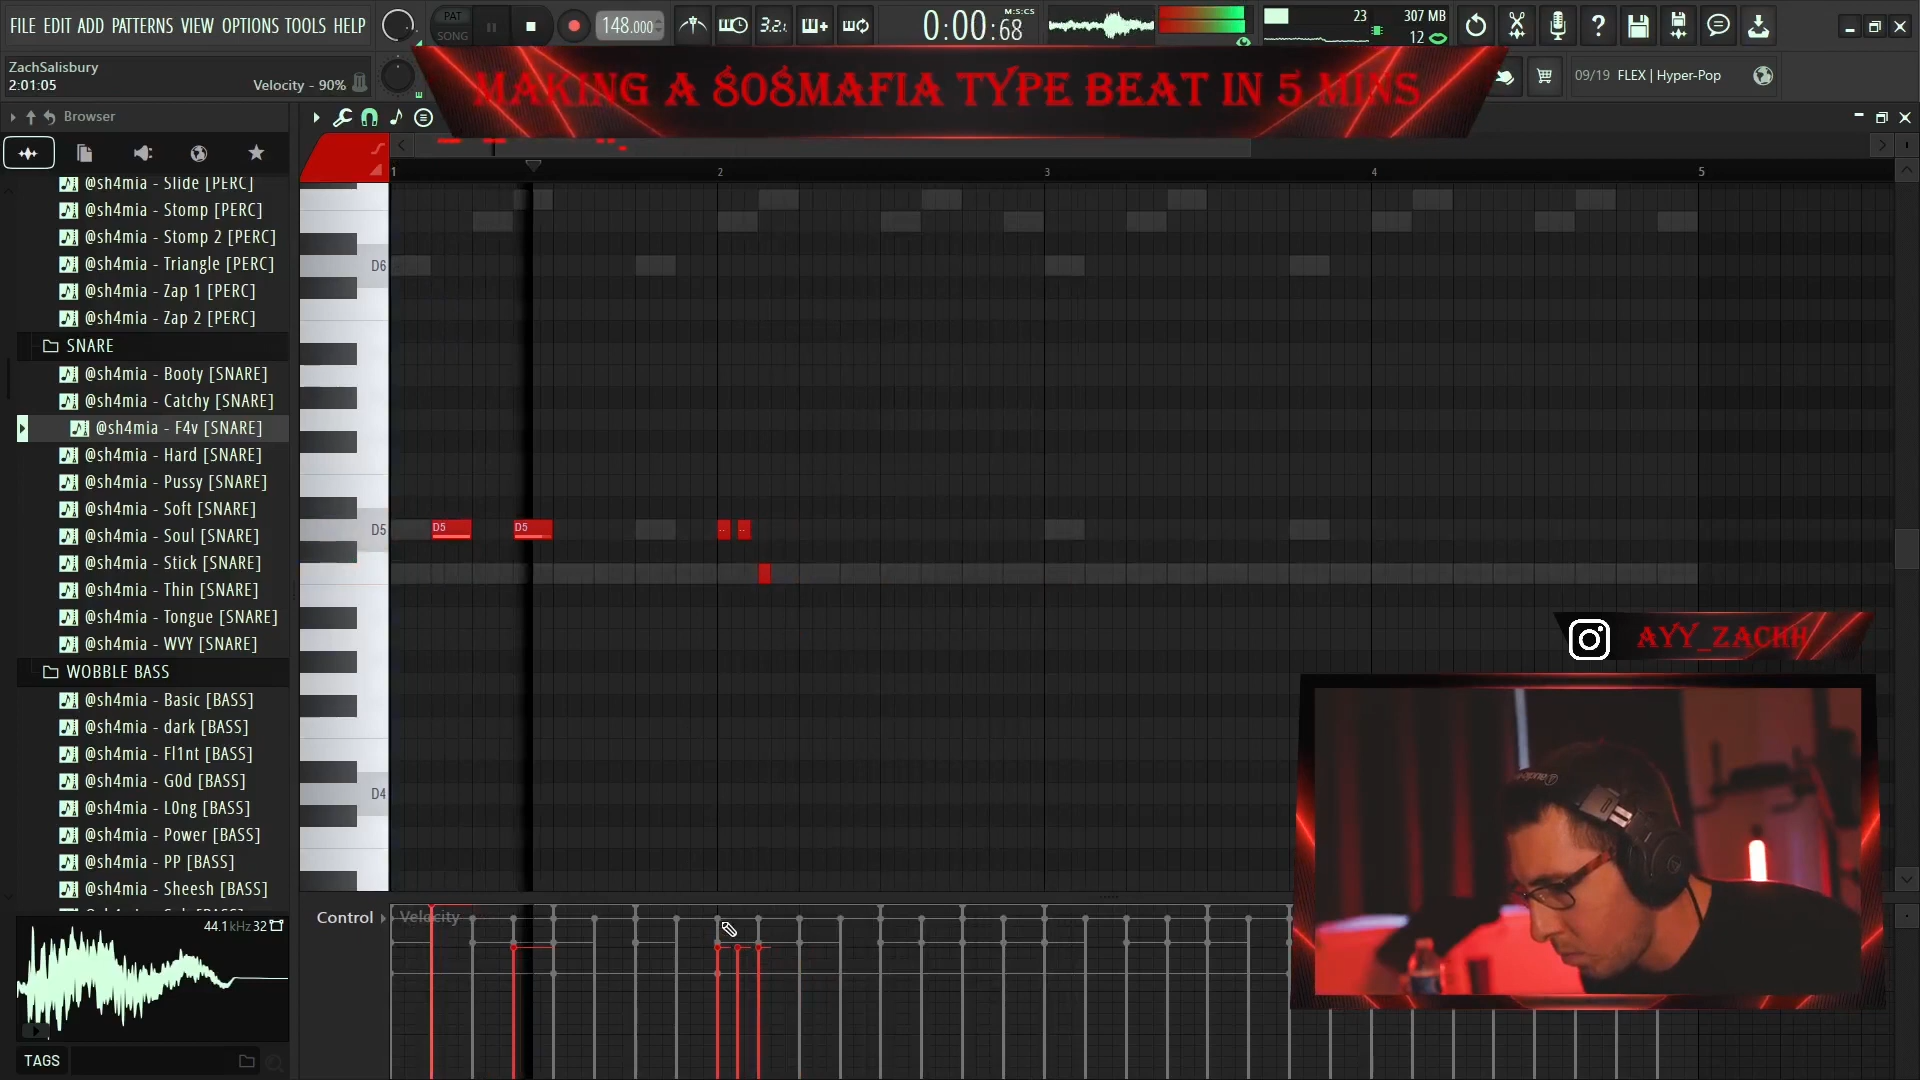 FILE EDIT ADD PATTERNS VIEW OPTIONS TOOLS HELP
PAT
SONG
148.000
3.2.
0:00:68
M:S:CS
23
307 MB
12
ZachSalisbury
2:01:05
Velocity - 90%
MAKING A 808MAFIA TYPE BEAT IN 5 MINS
09/19 FLEX | Hyper-Pop
Browser
1 2 3 4 5
@sh4mia - Slide [PERC]
@sh4mia - Stomp [PERC]
@sh4mia - Stomp 2 [PERC]
@sh4mia - Triangle [PERC]
@sh4mia - Zap 1 [PERC]
@sh4mia - Zap 2 [PERC]
SNARE
@sh4mia - Booty [SNARE]
@sh4mia - Catchy [SNARE]
@sh4mia - F4v [SNARE]
@sh4mia - Hard [SNARE]
@sh4mia - Pussy [SNARE]
@sh4mia - Soft [SNARE]
@sh4mia - Soul [SNARE]
@sh4mia - Stick [SNARE]
@sh4mia - Thin [SNARE]
@sh4mia - Tongue [SNARE]
@sh4mia - WVY [SNARE]
WOBBLE BASS
@sh4mia - Basic [BASS]
@sh4mia - dark [BASS]
@sh4mia - Fl1nt [BASS]
@sh4mia - G0d [BASS]
@sh4mia - L0ng [BASS]
@sh4mia - Power [BASS]
@sh4mia - PP [BASS]
@sh4mia - Sheesh [BASS]
D6
D5
D5
D5
D4
AYY_ZACHH
Control
Velocity
44.1kHz 32
TAGS